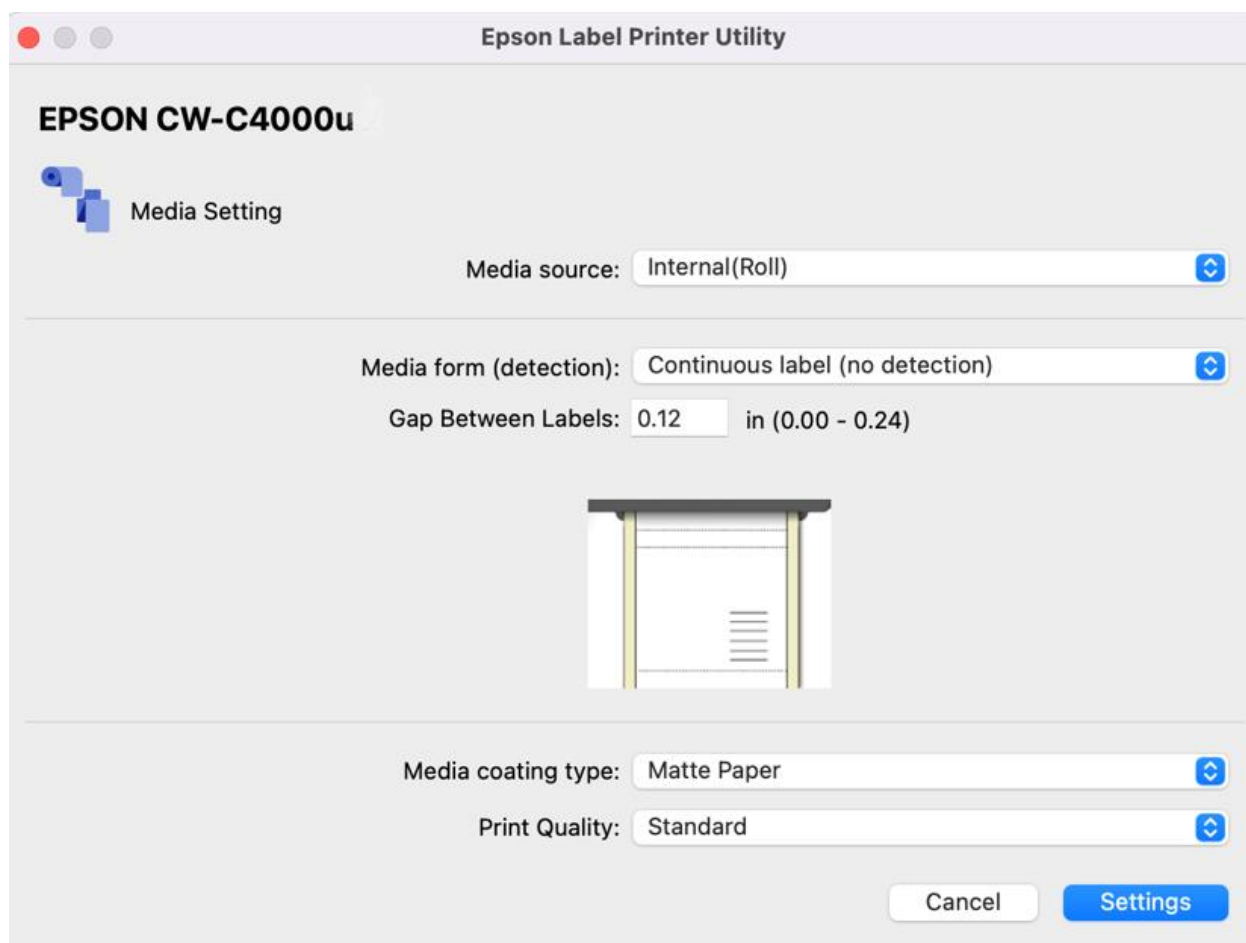 Epson Label Printer Utility
EPSON CW-C4000u
Media Setting
Media source: Internal(Roll)
Media form (detection): Continuous label (no detection)
Gap Between Labels: 0.12 in (0.00 - 0.24)
Media coating type: Matte Paper
Print Quality: Standard
Cancel Settings